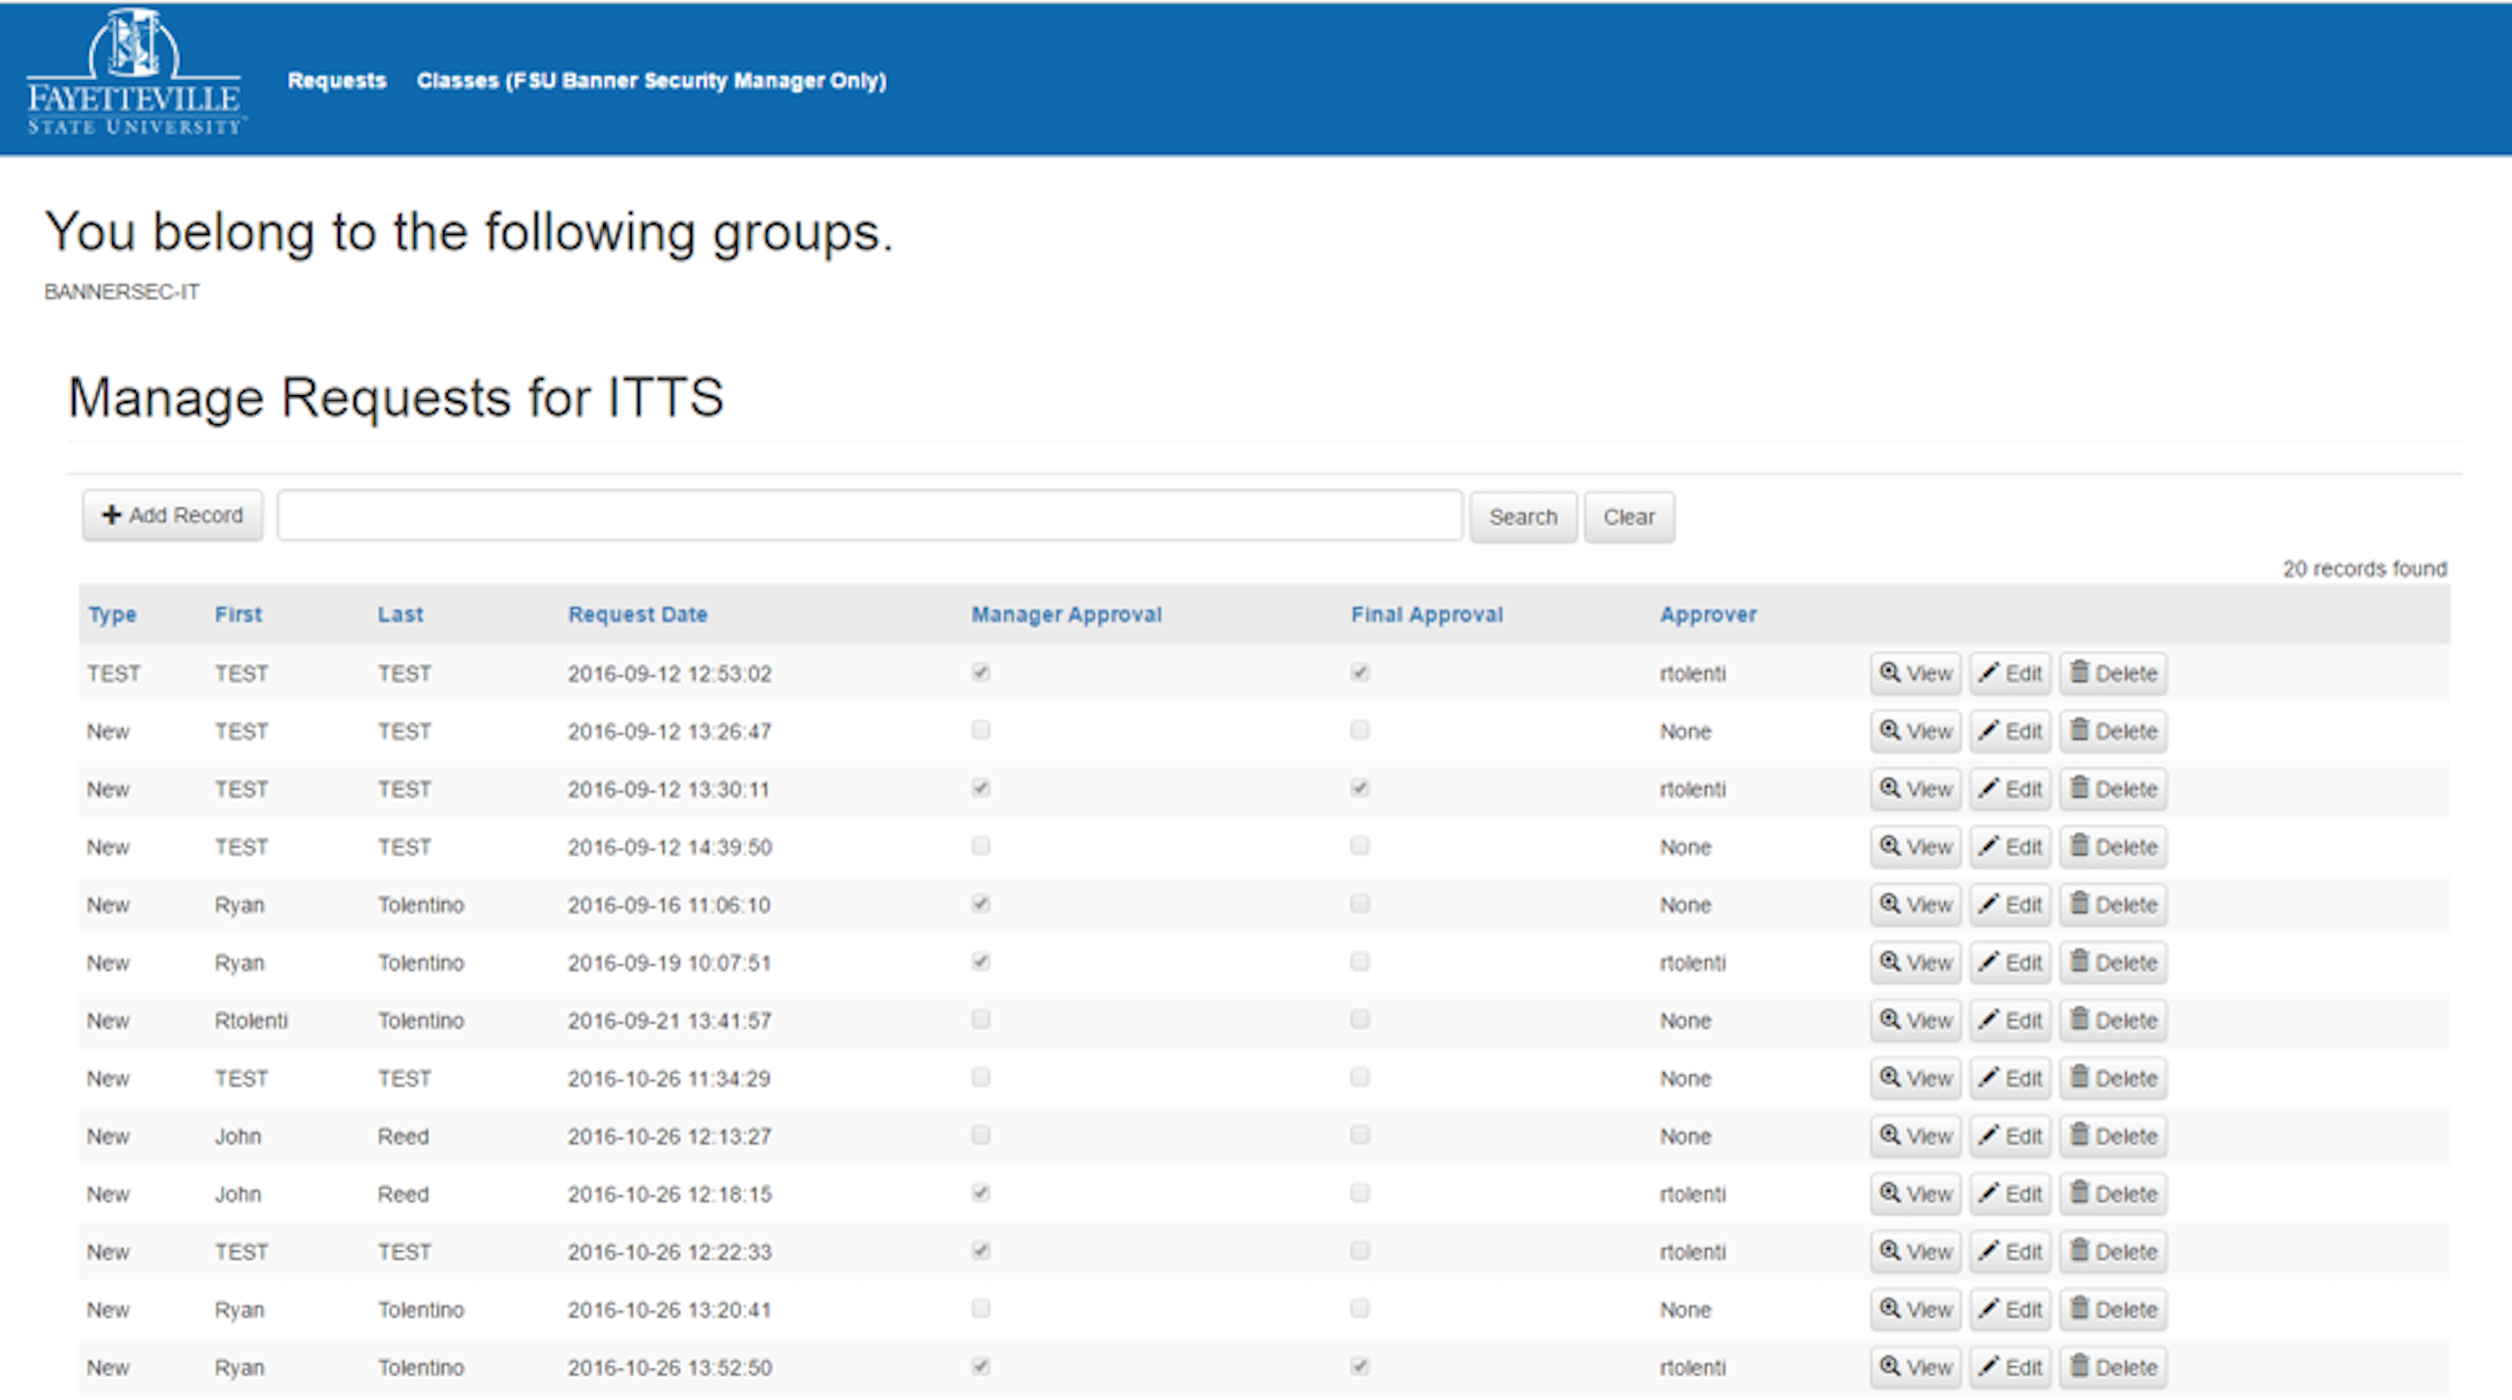 FAYETTEVILLE
STATE UNIVERSITY
Requests Classes (FSU Banner Security Manager Only)
You belong to the following groups.
BANNERSEC-IT
Manage Requests for ITTS
Add Record Search Clear
20 records found
Type First Last Request Date Manager Approval Final Approval Approver
TEST TEST TEST 2016-09-12 12:53:02 rtolenti View Edit Delete
New TEST TEST 2016-09-12 13:26:47 None View Edit Delete
New TEST TEST 2016-09-12 13:30:11 rtolenti View Edit Delete
New TEST TEST 2016-09-12 14:39:50 None View Edit Delete
New Ryan Tolentino 2016-09-16 11:06:10 None View Edit Delete
New Ryan Tolentino 2016-09-19 10:07:51 rtolenti View Edit Delete
New Rtolenti Tolentino 2016-09-21 13:41:57 None View Edit Delete
New TEST TEST 2016-10-26 11:34:29 None View Edit Delete
New John Reed 2016-10-26 12:13:27 None View Edit Delete
New John Reed 2016-10-26 12:18:15 rtolenti View Edit Delete
New TEST TEST 2016-10-26 12:22:33 rtolenti View Edit Delete
New Ryan Tolentino 2016-10-26 13:20:41 None View Edit Delete
New Ryan Tolentino 2016-10-26 13:52:50 rtolenti View Edit Delete